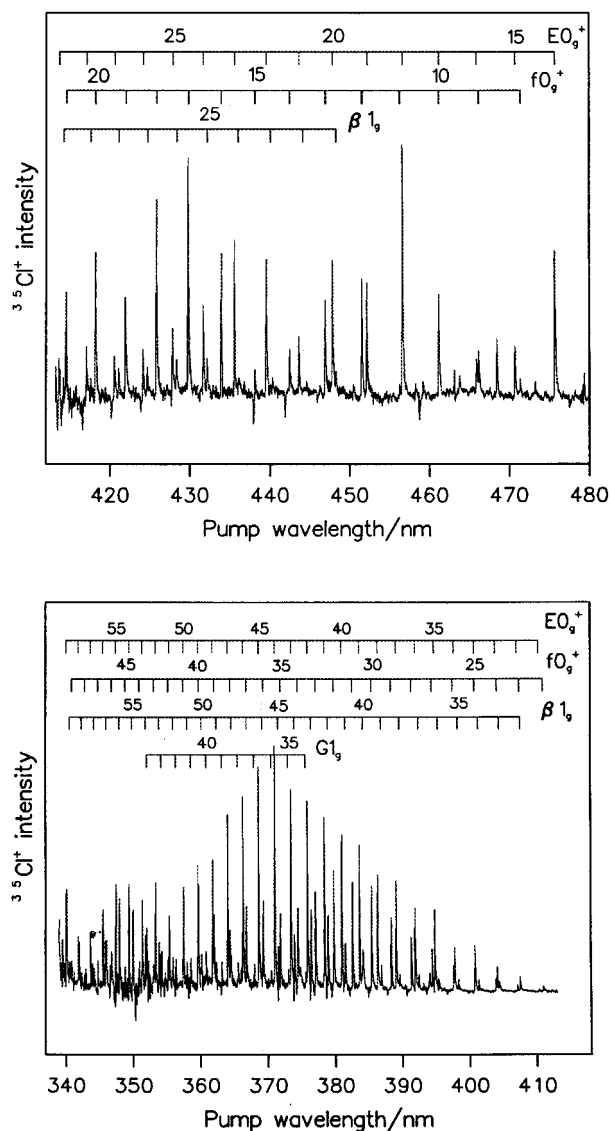 25 20 15 EO_g^+
20 15 10 fO_g^+
25 β 1_g
^35Cl^+ intensity
420 430 440 450 460 470 480
Pump wavelength/nm
55 50 45 40 35 EO_g^+
45 40 35 30 25 fO_g^+
55 50 45 40 35 β 1_g
40 35 G1_g
^35Cl^+ intensity
340 350 360 370 380 390 400 410
Pump wavelength/nm